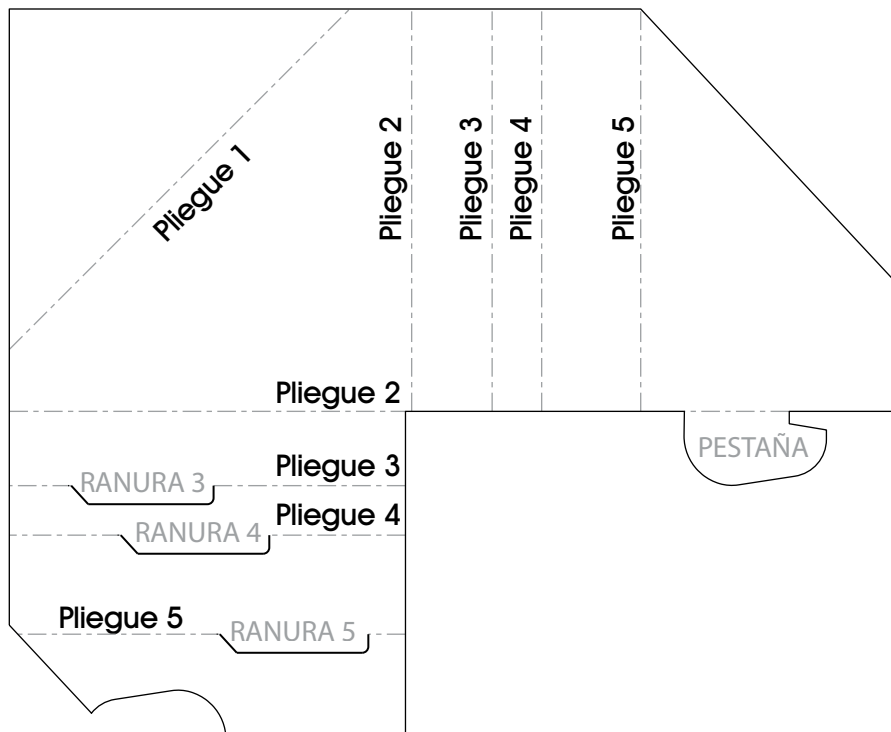 Pliegue 1
Pliegue 2
Pliegue 3
Pliegue 4
Pliegue 5
Pliegue 2
PESTAÑA
Pliegue 3
RANURA 3
Pliegue 4
RANURA 4
Pliegue 5
RANURA 5